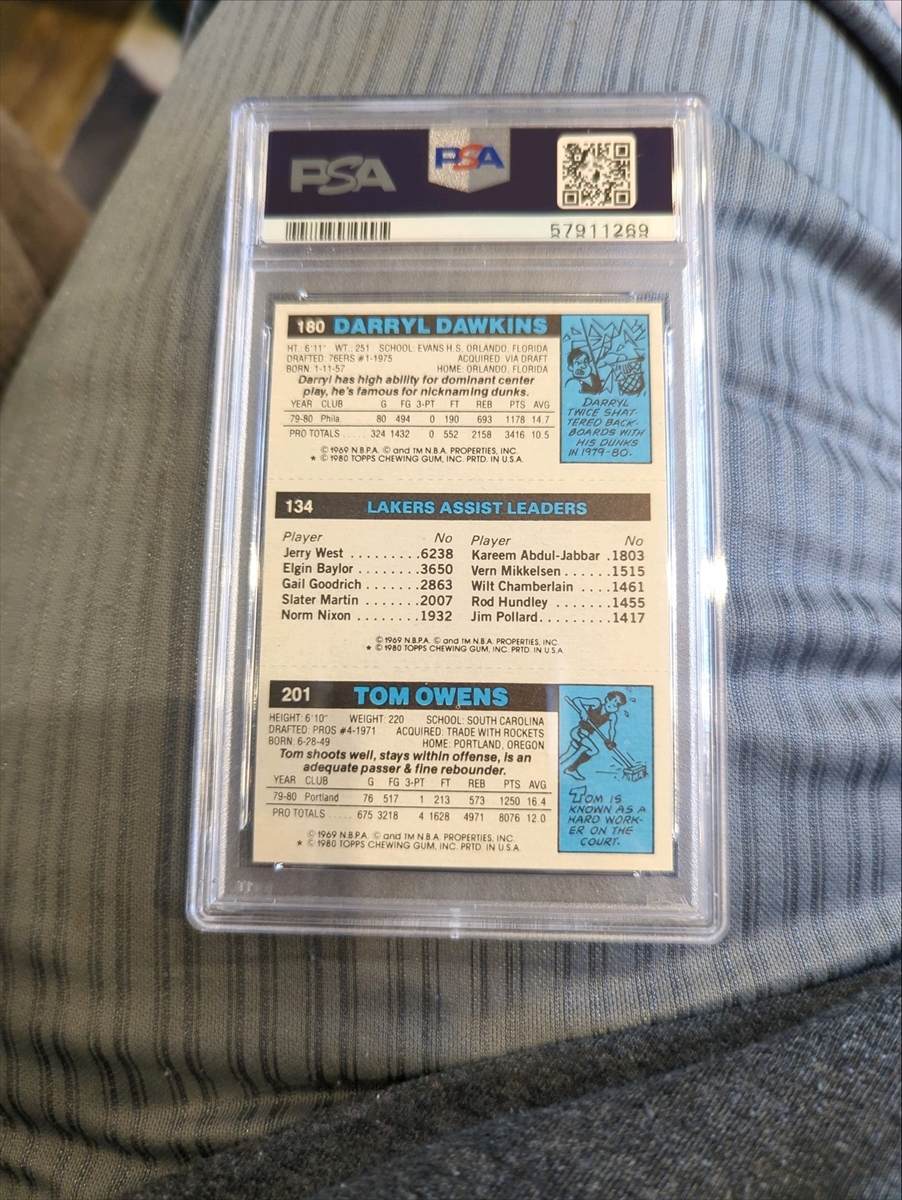 PSA PSA
57911269
180 DARRYL DAWKINS
HT. 6'11" WT. 251 SCHOOL: EVANS H.S. ORLANDO, FLORIDA
DRAFTED: 76ERS #1-1975 ACQUIRED: VIA DRAFT
BORN: 1-11-57 HOME: ORLANDO, FLORIDA
Darryl has high ability for dominant center
play, he's famous for nicknaming dunks.
YEAR CLUB G FG 3-PT FT REB PTS AVG
79-80 Phila. 80 494 0 190 693 1178 14.7
PRO TOTALS ..... 324 1432 0 552 2158 3416 10.5
© 1969 N.B.P.A. © and TM N.B.A. PROPERTIES, INC.
★ © 1980 TOPPS CHEWING GUM, INC. PRTD. IN U.S.A.
DARRYL
TWICE SHAT-
TERED BACK-
BOARDS WITH
HIS DUNKS
IN 1979-80.
134 LAKERS ASSIST LEADERS
Player No Player No
Jerry West .........6238 Kareem Abdul-Jabbar .1803
Elgin Baylor ........3650 Vern Mikkelsen ......1515
Gail Goodrich .......2863 Wilt Chamberlain ....1461
Slater Martin .......2007 Rod Hundley .......1455
Norm Nixon .........1932 Jim Pollard.........1417
© 1969 N.B.P.A. © and TM N.B.A. PROPERTIES, INC.
★ © 1980 TOPPS CHEWING GUM, INC. PRTD. IN U.S.A.
201 TOM OWENS
HEIGHT: 6'10" WEIGHT: 220 SCHOOL: SOUTH CAROLINA
DRAFTED: PROS #4-1971 ACQUIRED: TRADE WITH ROCKETS
BORN: 6-28-49 HOME: PORTLAND, OREGON
Tom shoots well, stays within offense, is an
adequate passer & fine rebounder.
YEAR CLUB G FG 3-PT FT REB PTS AVG
79-80 Portland 76 517 1 213 573 1250 16.4
PRO TOTALS ..... 675 3218 4 1628 4971 8076 12.0
© 1969 N.B.P.A. © and TM N.B.A. PROPERTIES, INC.
★ © 1980 TOPPS CHEWING GUM, INC. PRTD. IN U.S.A.
TOM IS
KNOWN AS A
HARD WORK-
ER ON THE
COURT.